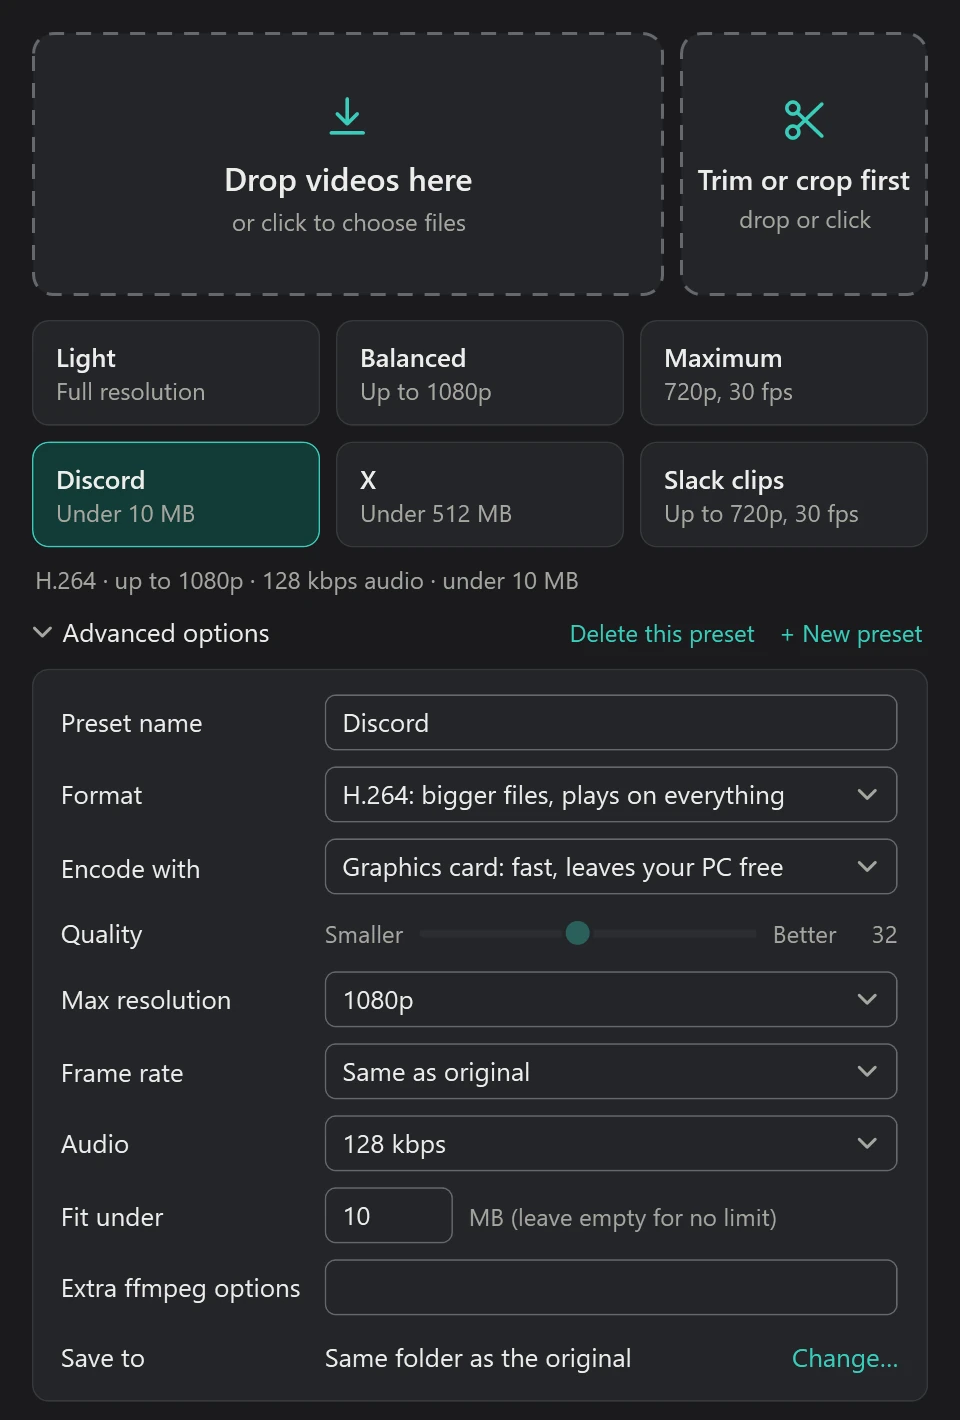 Drop videos here
or click to choose files
Trim or crop first
drop or click
Light
Full resolution
Balanced
Up to 1080p
Maximum
720p, 30 fps
Discord
Under 10 MB
X
Under 512 MB
Slack clips
Up to 720p, 30 fps
H.264 · up to 1080p · 128 kbps audio · under 10 MB
Advanced options
Delete this preset
+ New preset
Preset name
Discord
Format
H.264: bigger files, plays on everything
Encode with
Graphics card: fast, leaves your PC free
Quality
Smaller
Better
32
Max resolution
1080p
Frame rate
Same as original
Audio
128 kbps
Fit under
10
MB (leave empty for no limit)
Extra ffmpeg options
Save to
Same folder as the original
Change...